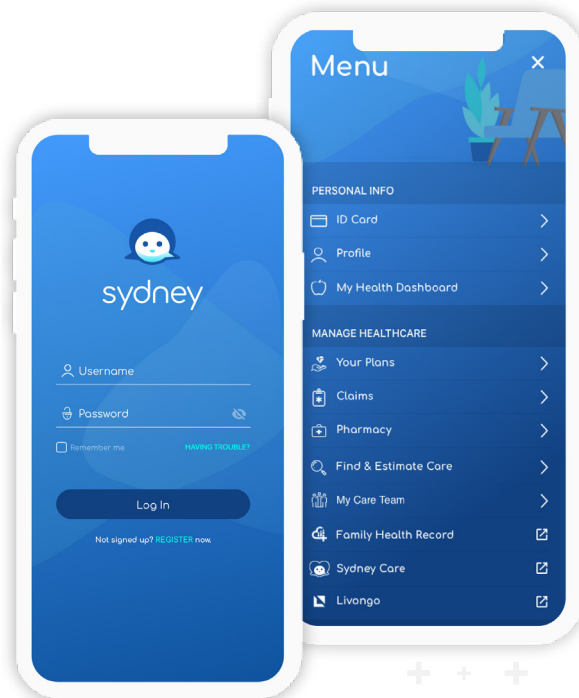 sydney
Username
Password
Remember me
HAVING TROUBLE?
Log In
Not signed up? REGISTER now.
Menu
PERSONAL INFO
ID Card
Profile
My Health Dashboard
MANAGE HEALTHCARE
Your Plans
Claims
Pharmacy
Find & Estimate Care
My Care Team
Family Health Record
Sydney Care
Livongo